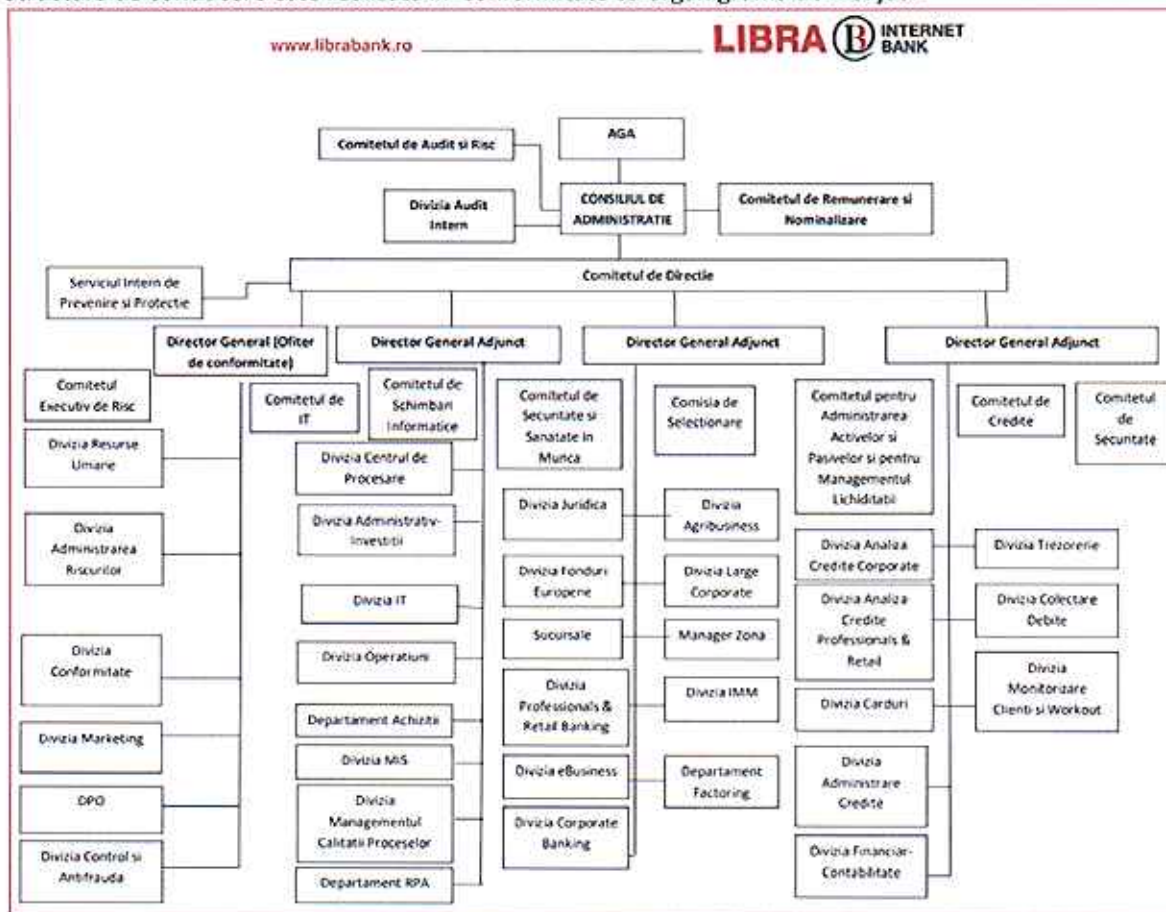 www.librabank.ro
LIBRA B INTERNET
BANK
AGA
Comitetul de Audit si Risc
Divizia Audit
Intern
CONSILIUL DE
ADMINISTRATIE
Comitetul de Remunerare si
Nominalizare
Comitetul de Directie
Serviciul Intern de
Prevenire si Protectie
Director General (Ofiter
de conformitate)
Director General Adjunct
Director General Adjunct
Director General Adjunct
Comitetul
Executiv de Risc
Comitetul de
IT
Comitetul de
Schimbari
Informatice
Comitetul de
Securitate si
Sanatate in
Munca
Comisia de
Selectionare
Comitetul pentru
Administrarea
Activelor si
Pasivelor si pentru
Managementul
Lichiditatii
Comitetul de
Credite
Comitetul
de
Securitate
Divizia Resurse
Umane
Divizia
Administrarea
Riscurilor
Divizia
Conformitate
Divizia Marketing
DPO
Divizia Control si
Antifrauda
Divizia Centrul de
Procesare
Divizia Administrativ-
Investitii
Divizia IT
Divizia Operatiuni
Departament Achizitii
Divizia MIS
Divizia
Managementul
Calitatii Proceselor
Departament RPA
Divizia Juridica
Divizia
Agribusiness
Divizia Fonduri
Europene
Divizia Large
Corporate
Sucursale
Manager Zona
Divizia
Professionals &
Retail Banking
Divizia IMM
Divizia eBusiness
Departament
Factoring
Divizia Corporate
Banking
Divizia Analiza
Credite Corporate
Divizia Trezorerie
Divizia Analiza
Credite
Professionals &
Retail
Divizia Colectare
Debite
Divizia Carduri
Divizia
Monitorizare
Clienti si Workout
Divizia
Administrare
Credite
Divizia Financiar-
Contabilitate